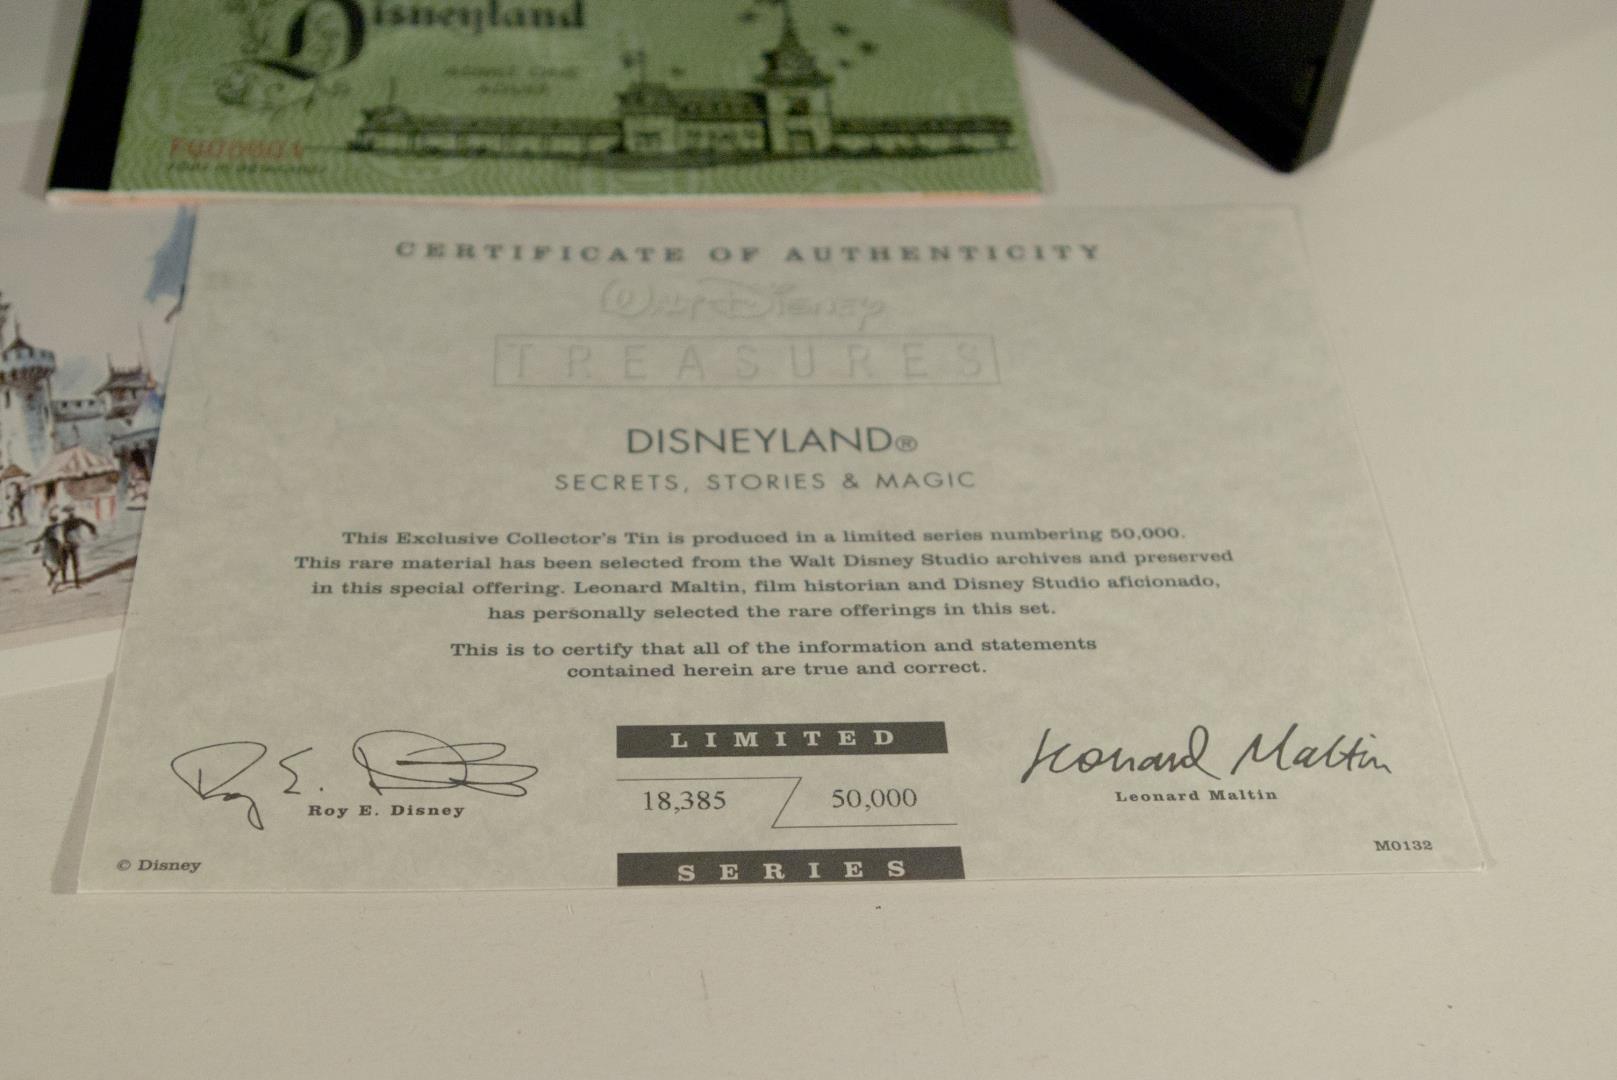 Disneyland
ADMIT ONE
CERTIFICATE OF AUTHENTICITY
Walt Disney
TREASURES
DISNEYLAND®
SECRETS, STORIES & MAGIC
This Exclusive Collector's Tin is produced in a limited series numbering 50,000.
This rare material has been selected from the Walt Disney Studio archives and preserved
in this special offering. Leonard Maltin, film historian and Disney Studio aficionado,
has personally selected the rare offerings in this set.
This is to certify that all of the information and statements
contained herein are true and correct.
Roy E. Disney
Roy E. Disney
LIMITED
18,385 / 50,000
SERIES
Leonard Maltin
Leonard Maltin
M0132
© Disney